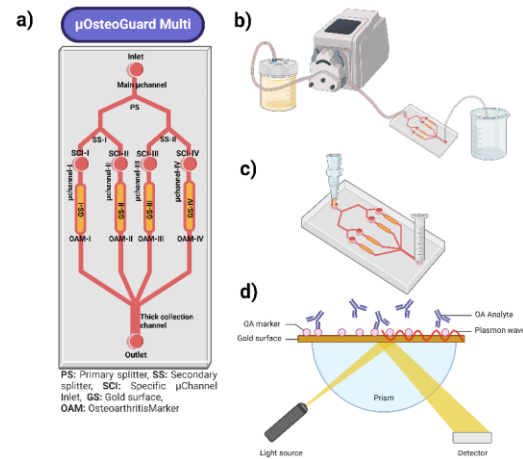 a)
µOsteoGuard Multi
Inlet
Main µchannel
PS
SS-I
SS-II
SCI-I
SCI-II
SCI-III
SCI-IV
µchannel-I
µchannel-II
µchannel-III
µchannel-IV
GS-I
GS-II
GS-III
GS-IV
OAM-I
OAM-II
OAM-III
OAM-IV
Thick collection
channel
Outlet
PS: Primary splitter, SS: Secondary
splitter, SCI: Specific µChannel
Inlet, GS: Gold surface,
OAM: OsteoarthritisMarker
b)
c)
d)
OA marker
Gold surface
OA Analyte
Plasmon wave
Prism
Light source
Detector